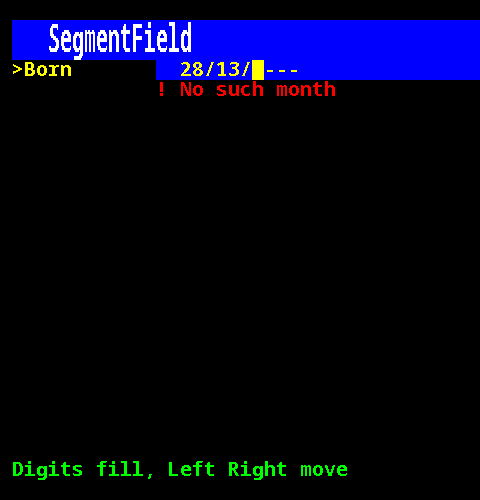 SegmentField
>Born 28/13/ ---
! No such month
Digits fill, Left Right move